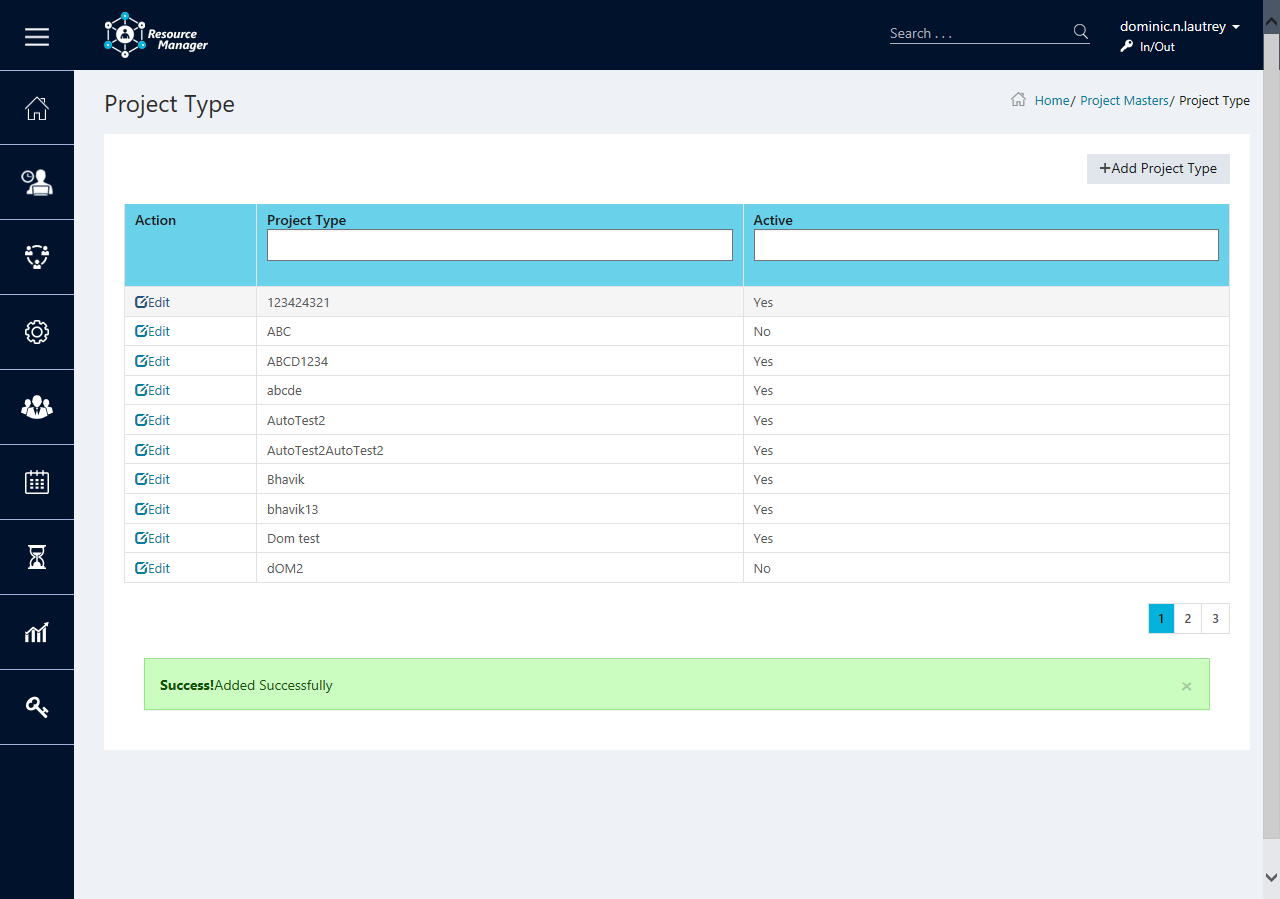 Resource Manager
Search . . .
dominic.n.lautrey
In/Out
Project Type
Home/ Project Masters/ Project Type
+Add Project Type
Action Project Type Active
Edit 123424321 Yes
Edit ABC No
Edit ABCD1234 Yes
Edit abcde Yes
Edit AutoTest2 Yes
Edit AutoTest2AutoTest2 Yes
Edit Bhavik Yes
Edit bhavik13 Yes
Edit Dom test Yes
Edit dOM2 No
1 2 3
Success!Added Successfully ×